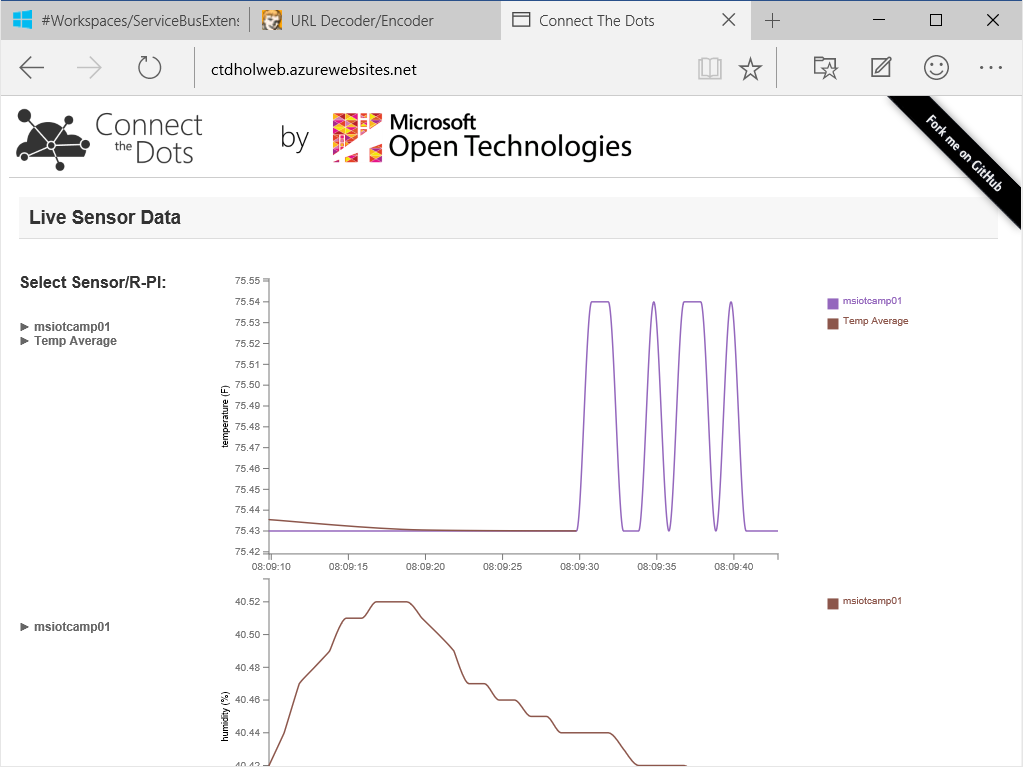 #Workspaces/ServiceBusExtens
URL Decoder/Encoder
Connect The Dots
ctdholweb.azurewebsites.net
Connect
the Dots
by
Microsoft
Open Technologies
Fork me on GitHub
Live Sensor Data
Select Sensor/R-PI:
► msiotcamp01
► Temp Average
temperature (F)
75.55
75.54
75.53
75.52
75.51
75.50
75.49
75.48
75.47
75.46
75.45
75.44
75.43
75.42
08:09:10 08:09:15 08:09:20 08:09:25 08:09:30 08:09:35 08:09:40
msiotcamp01
Temp Average
► msiotcamp01
humidity (%)
40.52
40.50
40.48
40.46
40.44
40.42
msiotcamp01